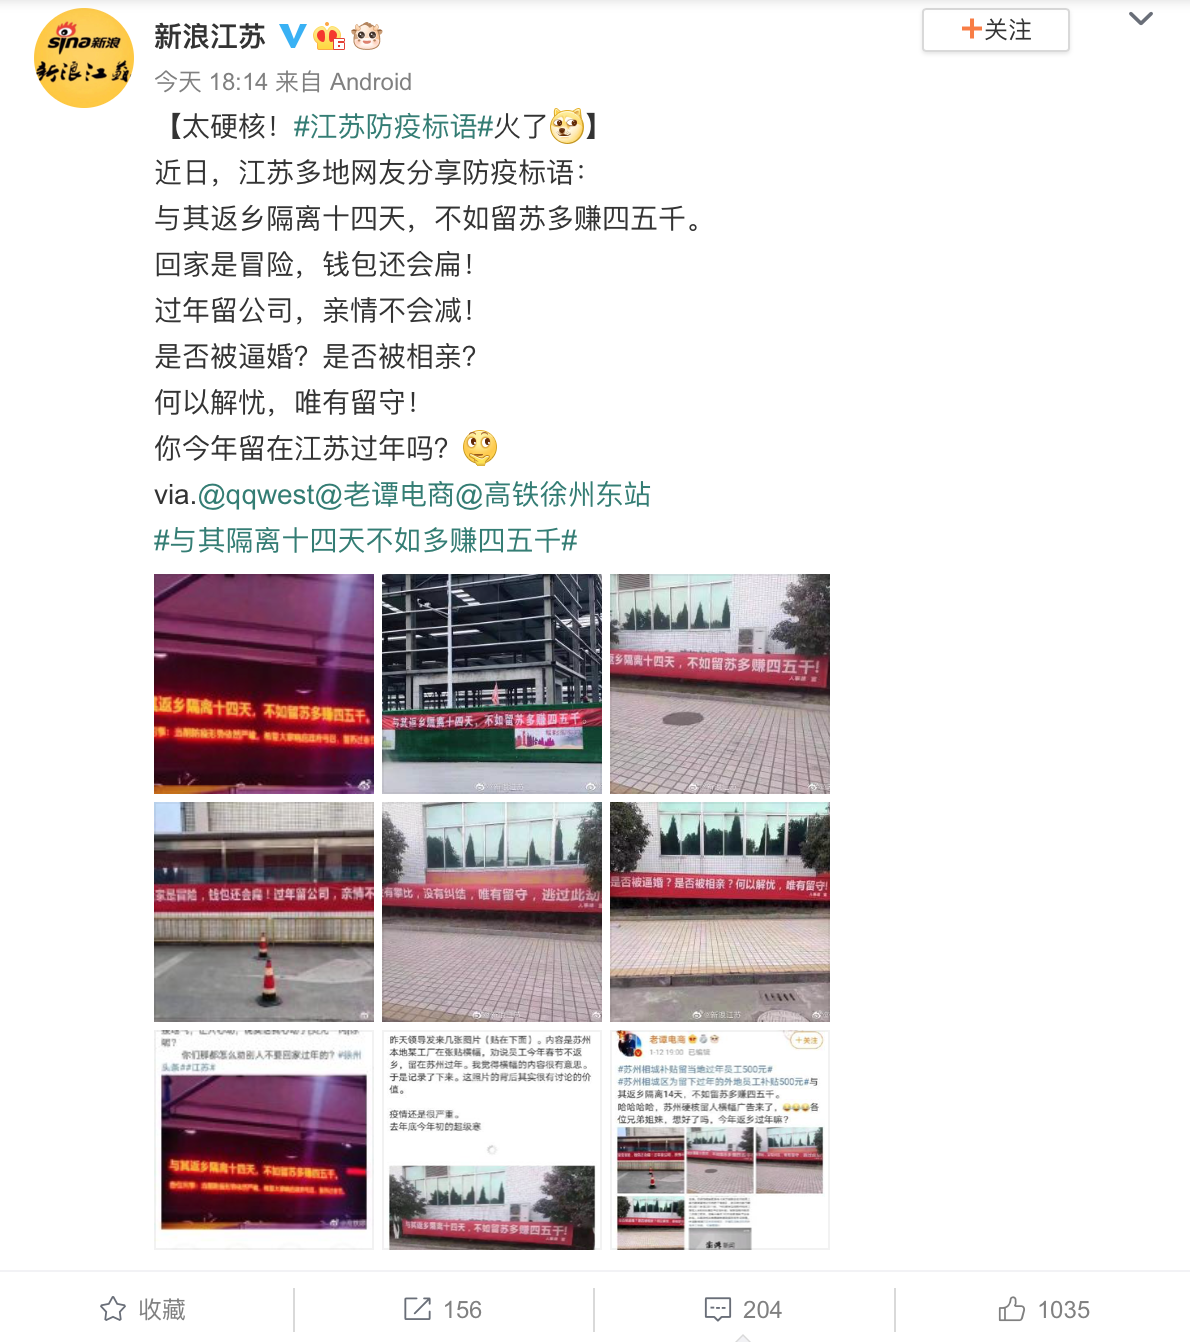 sina新浪
新浪江苏
新浪江苏
+关注
今天 18:14 来自 Android
【太硬核！#江苏防疫标语#火了】
近日，江苏多地网友分享防疫标语：
与其返乡隔离十四天，不如留苏多赚四五千。
回家是冒险，钱包还会扁！
过年留公司，亲情不会减！
是否被逼婚？是否被相亲？
何以解忧，唯有留守！
你今年留在江苏过年吗？
via.@qqwest@老谭电商@高铁徐州东站
#与其隔离十四天不如多赚四五千#
其返乡隔离十四天，不如留苏多赚四五千，
与其返乡隔离十四天，不如留苏多赚四五千。
返乡隔离十四天，不如留苏多赚四五千！
家是冒险，钱包还会扁！过年留公司，亲情不
有攀比，没有纠结，唯有留守，逃过此劫
是否被逼婚？是否被相亲？何以解忧，唯有留守！
@新浪江苏
呢？
你们那都怎么劝别人不要回家过年的？#徐州
头条##江苏#
与其返乡隔离十四天，不如留苏多赚四五千，
昨天领导发来几张图片（贴在下面）。内容是苏州
本地某工厂在张贴横幅，劝说员工今年春节不返
乡，留在苏州过年。我觉得横幅的内容很有意思。
于是记录了下来。这照片的背后其实很有讨论的价
值。
疫情还是很严重。
去年底今年初的超级寒
与其返乡隔离十四天，不如留苏多赚四五千！
老谭电商
+关注
1-12 19:00 已编辑
#苏州相城补贴留当地过年员工500元#
#苏州相城区为留下过年的外地员工补贴500元#与
其返乡隔离14天，不如留苏多赚四五千。
哈哈哈哈，苏州硬核留人横幅广告来了，各
位兄弟姐妹，想好了吗，今年返乡过年嘛？
收藏
156
204
1035